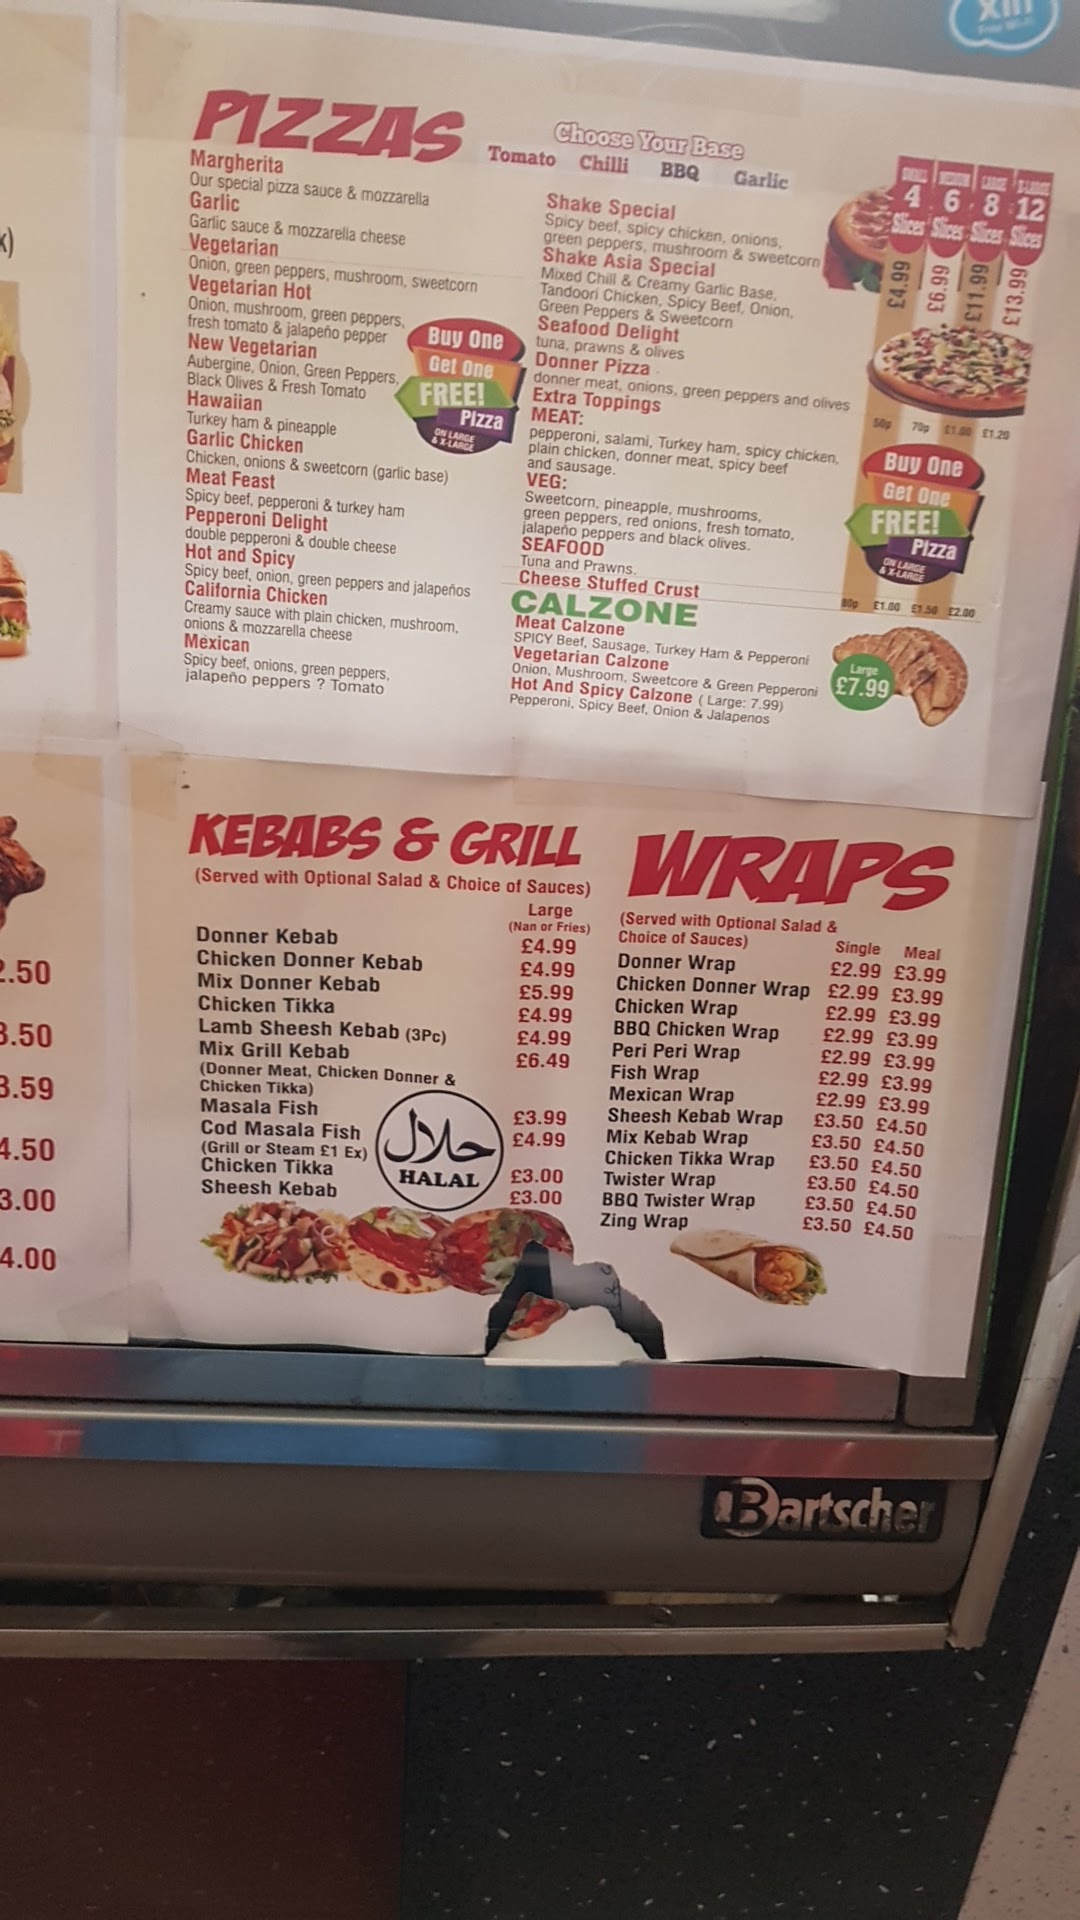 PIZZAS
Choose Your Base
Tomato Chilli BBQ Garlic
Margherita
Our special pizza sauce & mozzarella
Garlic
Garlic sauce & mozzarella cheese
Vegetarian
Onion, green peppers, mushroom, sweetcorn
Vegetarian Hot
Onion, mushroom, green peppers,
fresh tomato & jalapeño pepper
New Vegetarian
Aubergine, Onion, Green Peppers,
Black Olives & Fresh Tomato
Hawaiian
Turkey ham & pineapple
Garlic Chicken
Chicken, onions & sweetcorn (garlic base)
Meat Feast
Spicy beef, pepperoni & turkey ham
Pepperoni Delight
double pepperoni & double cheese
Hot and Spicy
Spicy beef, onion, green peppers and jalapeños
California Chicken
Creamy sauce with plain chicken, mushroom,
onions & mozzarella cheese
Mexican
Spicy beef, onions, green peppers,
jalapeño peppers ? Tomato
Buy One
Get One
FREE!
Pizza
ON LARGE
& X-LARGE
Shake Special
Spicy beef, spicy chicken, onions,
green peppers, mushroom & sweetcorn
Shake Asia Special
Mixed Chill & Creamy Garlic Base,
Tandoori Chicken, Spicy Beef, Onion,
Green Peppers & Sweetcorn
Seafood Delight
tuna, prawns & olives
Donner Pizza
donner meat, onions, green peppers and olives
Extra Toppings
MEAT:
pepperoni, salami, Turkey ham, spicy chicken,
plain chicken, donner meat, spicy beef
and sausage.
VEG:
Sweetcorn, pineapple, mushrooms,
green peppers, red onions, fresh tomato,
jalapeño peppers and black olives.
SEAFOOD
Tuna and Prawns.
Cheese Stuffed Crust
SMALL MEDIUM LARGE X-LARGE
4 6 8 12
Slices Slices Slices Slices
£4.99 £6.99 £11.99 £13.99
50p 70p £1.00 £1.20
Buy One
Get One
FREE!
Pizza
ON LARGE
& X-LARGE
80p £1.00 £1.50 £2.00
CALZONE
Meat Calzone
SPICY Beef, Sausage, Turkey Ham & Pepperoni
Vegetarian Calzone
Onion, Mushroom, Sweetcore & Green Pepperoni
Hot And Spicy Calzone ( Large: 7.99)
Pepperoni, Spicy Beef, Onion & Jalapenos
Large
£7.99
KEBABS & GRILL
(Served with Optional Salad & Choice of Sauces)
Large
(Nan or Fries)
Donner Kebab £4.99
Chicken Donner Kebab £4.99
Mix Donner Kebab £5.99
Chicken Tikka £4.99
Lamb Sheesh Kebab (3Pc) £4.99
Mix Grill Kebab £6.49
(Donner Meat, Chicken Donner &
Chicken Tikka)
Masala Fish £3.99
Cod Masala Fish £4.99
(Grill or Steam £1 Ex)
Chicken Tikka £3.00
Sheesh Kebab £3.00
حلال
HALAL
WRAPS
(Served with Optional Salad &
Choice of Sauces)
Single Meal
Donner Wrap £2.99 £3.99
Chicken Donner Wrap £2.99 £3.99
Chicken Wrap £2.99 £3.99
BBQ Chicken Wrap £2.99 £3.99
Peri Peri Wrap £2.99 £3.99
Fish Wrap £2.99 £3.99
Mexican Wrap £2.99 £3.99
Sheesh Kebab Wrap £3.50 £4.50
Mix Kebab Wrap £3.50 £4.50
Chicken Tikka Wrap £3.50 £4.50
Twister Wrap £3.50 £4.50
BBQ Twister Wrap £3.50 £4.50
Zing Wrap £3.50 £4.50
2.50
3.50
3.59
4.50
3.00
4.00
Bartscher